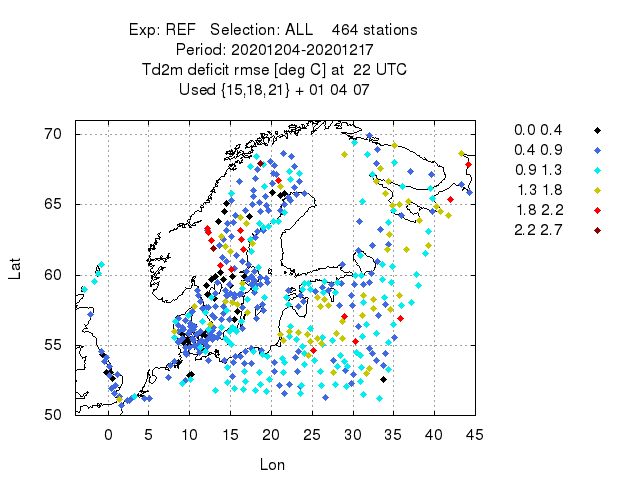 Exp: REF   Selection: ALL    464 stations
Period: 20201204-20201217
Td2m deficit rmse [deg C] at  22 UTC
Used {15,18,21} + 01 04 07
0.0 0.4
0.4 0.9
0.9 1.3
1.3 1.8
1.8 2.2
2.2 2.7
70
65
60
55
50
Lat
0 5 10 15 20 25 30 35 40 45
Lon